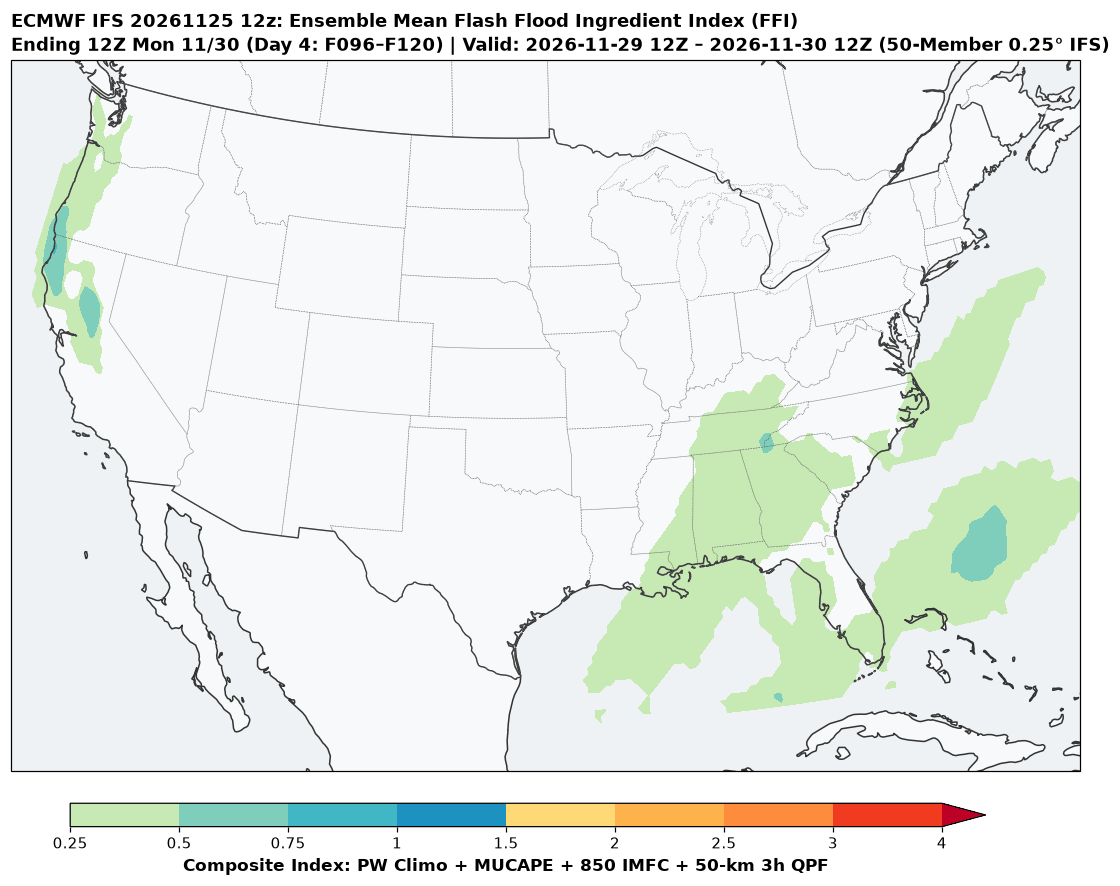 ECMWF IFS 20261125 12z: Ensemble Mean Flash Flood Ingredient Index (FFI)
Ending 12Z Mon 11/30 (Day 4: F096–F120) | Valid: 2026-11-29 12Z – 2026-11-30 12Z (50-Member 0.25° IFS)
0.25 0.5 0.75 1 1.5 2 2.5 3 4
Composite Index: PW Climo + MUCAPE + 850 IMFC + 50-km 3h QPF